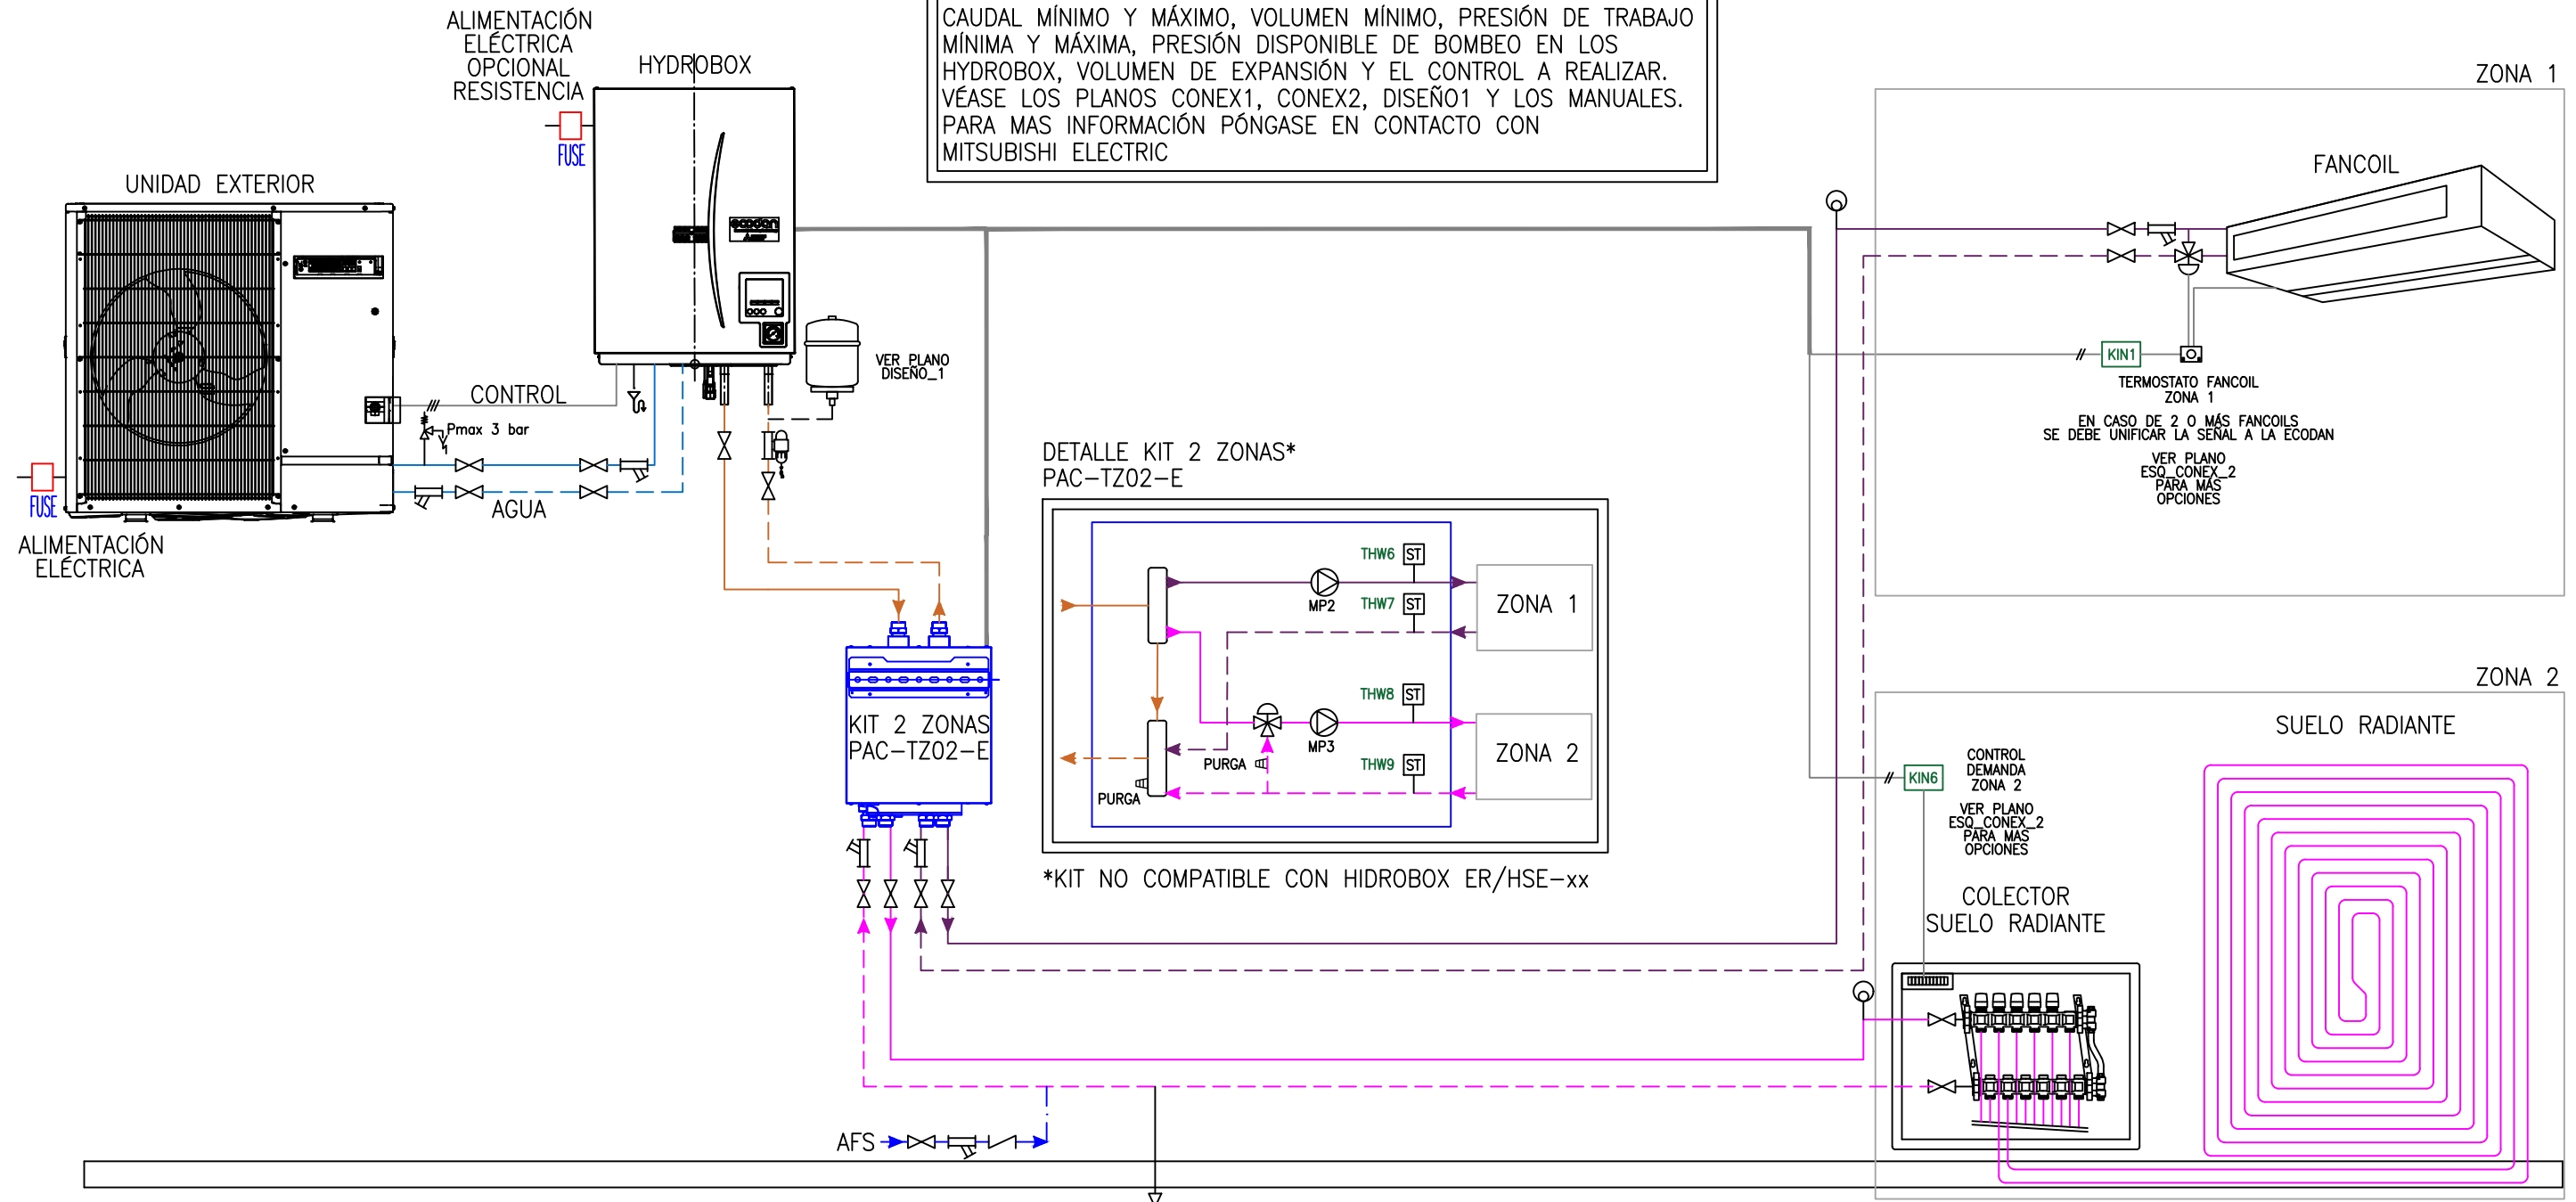 ALIMENTACIÓN
ELÉCTRICA
OPCIONAL
RESISTENCIA
FUSE
HYDROBOX
CAUDAL MÍNIMO Y MÁXIMO, VOLUMEN MÍNIMO, PRESIÓN DE TRABAJO
MÍNIMA Y MÁXIMA, PRESIÓN DISPONIBLE DE BOMBEO EN LOS
HYDROBOX, VOLUMEN DE EXPANSIÓN Y EL CONTROL A REALIZAR.
VÉASE LOS PLANOS CONEX1, CONEX2, DISEÑO1 Y LOS MANUALES.
PARA MAS INFORMACIÓN PÓNGASE EN CONTACTO CON
MITSUBISHI ELECTRIC
ZONA 1
FANCOIL
UNIDAD EXTERIOR
ecodan
VER PLANO
DISEÑO_1
CONTROL
Pmax 3 bar
AGUA
FUSE
ALIMENTACIÓN
ELÉCTRICA
KIN1
TERMOSTATO FANCOIL
ZONA 1
EN CASO DE 2 O MÁS FANCOILS
SE DEBE UNIFICAR LA SEÑAL A LA ECODAN
VER PLANO
ESQ_CONEX_2
PARA MÁS
OPCIONES
DETALLE KIT 2 ZONAS*
PAC-TZ02-E
THW6 ST
MP2
THW7 ST
ZONA 1
THW8 ST
MP3
PURGA
THW9 ST
ZONA 2
PURGA
*KIT NO COMPATIBLE CON HIDROBOX ER/HSE-xx
KIT 2 ZONAS
PAC-TZ02-E
ZONA 2
SUELO RADIANTE
KIN6
CONTROL
DEMANDA
ZONA 2
VER PLANO
ESQ_CONEX_2
PARA MAS
OPCIONES
COLECTOR
SUELO RADIANTE
AFS